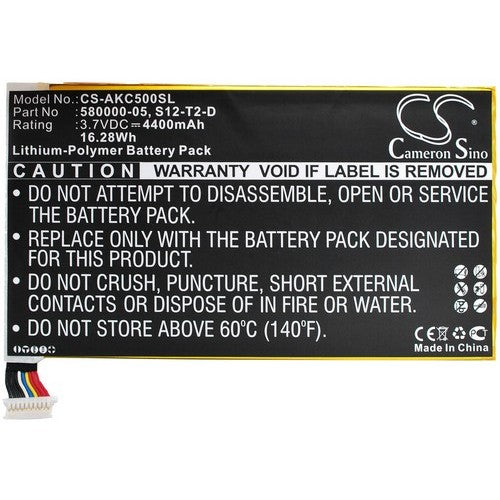 Model No.: CS-AKC500SL
Part No : 580000-05, S12-T2-D
Rating : 3.7VDC 4400mAh
16.28Wh
Lithium-Polymer Battery Pack
CS
Cameron Sino
CAUTION
WARRANTY VOID IF LABEL IS REMOVED
• DO NOT ATTEMPT TO DISASSEMBLE, OPEN OR SERVICE
THE BATTERY PACK.
• REPLACE ONLY WITH THE BATTERY PACK DESIGNATED
FOR THIS PRODUCT.
• DO NOT CRUSH, PUNCTURE, SHORT EXTERNAL
CONTACTS OR DISPOSE OF IN FIRE OR WATER.
• DO NOT STORE ABOVE 60°C (140°F).
Made In China